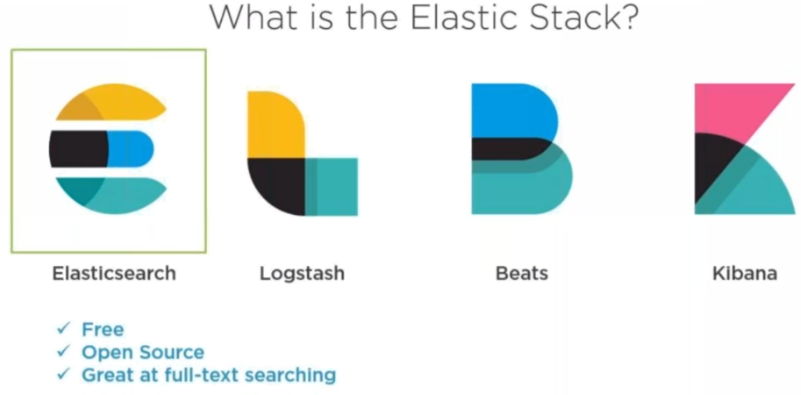 What is the Elastic Stack?
Elasticsearch
Logstash
Beats
Kibana
✓ Free
✓ Open Source
✓ Great at full-text searching